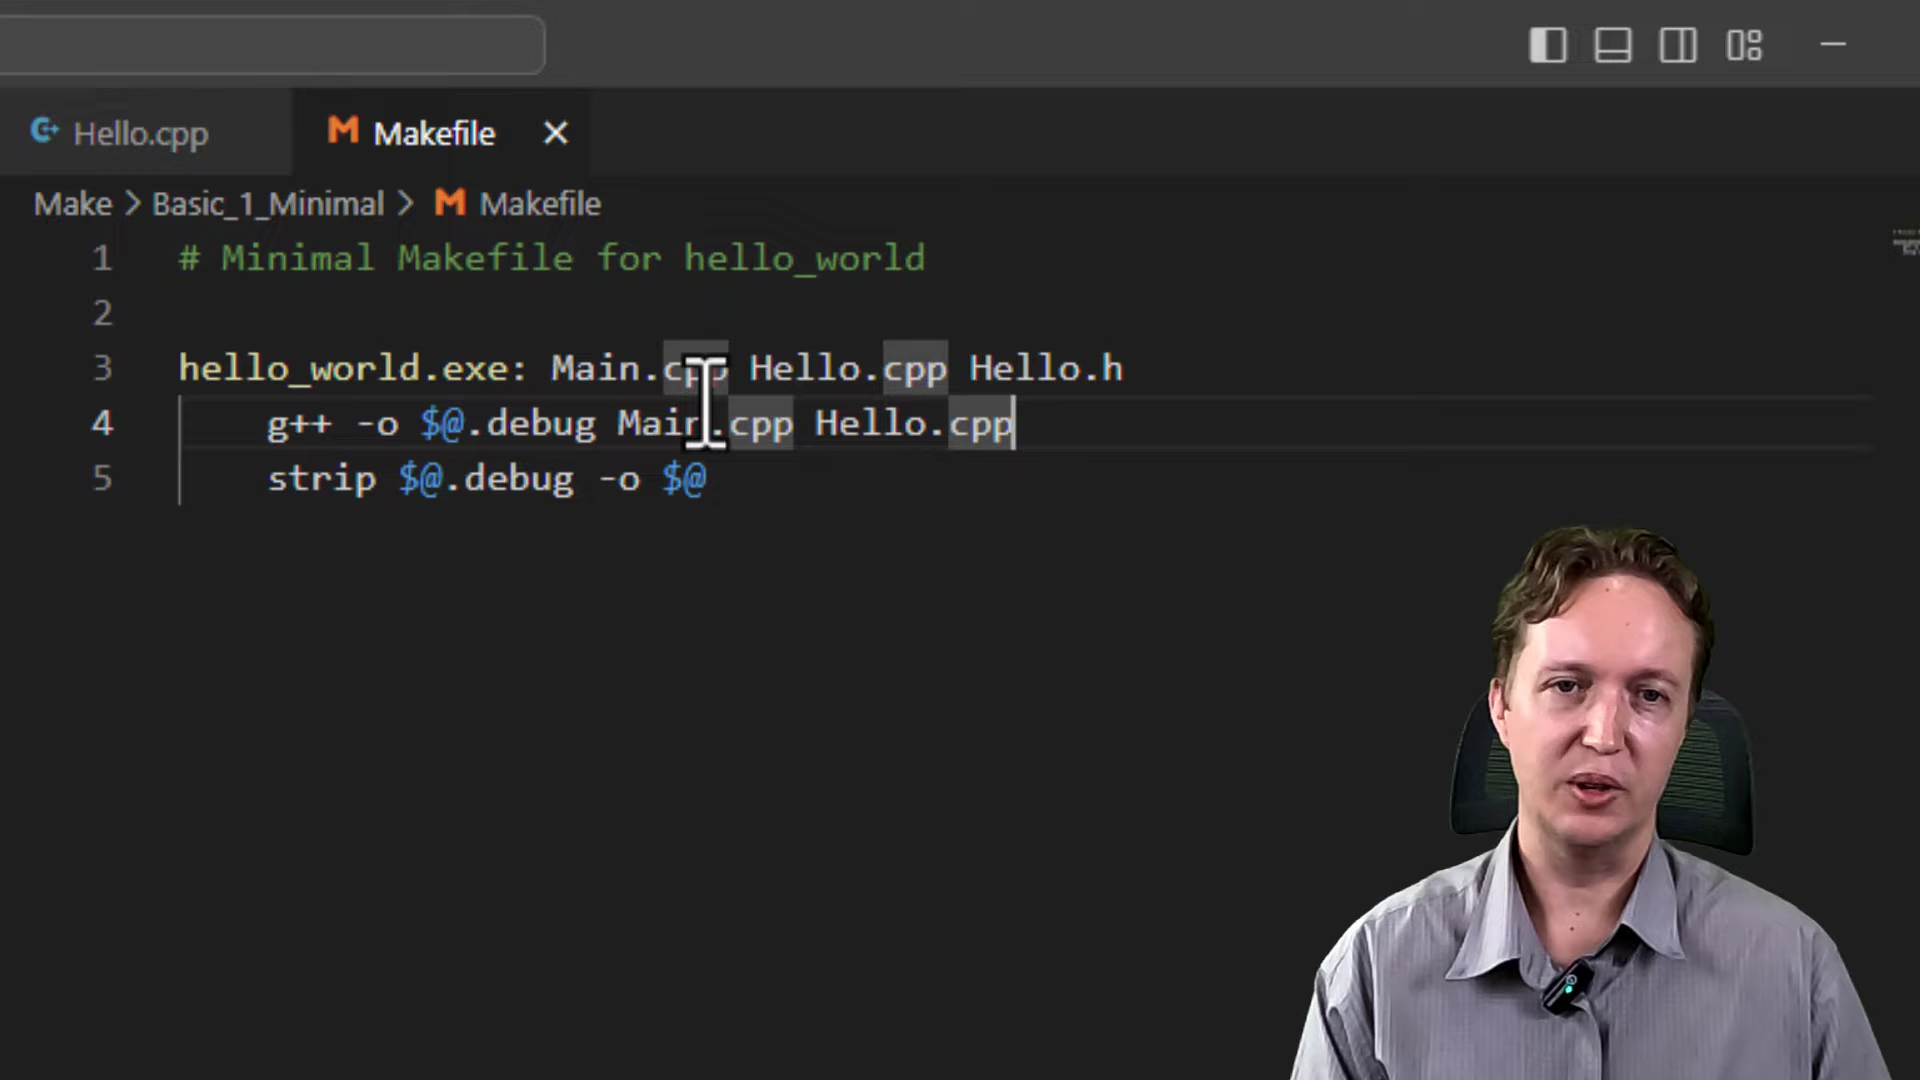 Hello.cpp Makefile
Make > Basic_1_Minimal > Makefile
1 # Minimal Makefile for hello_world
2
3 hello_world.exe: Main.cpp Hello.cpp Hello.h
4 g++ -o $@.debug Main.cpp Hello.cpp
5 strip $@.debug -o $@